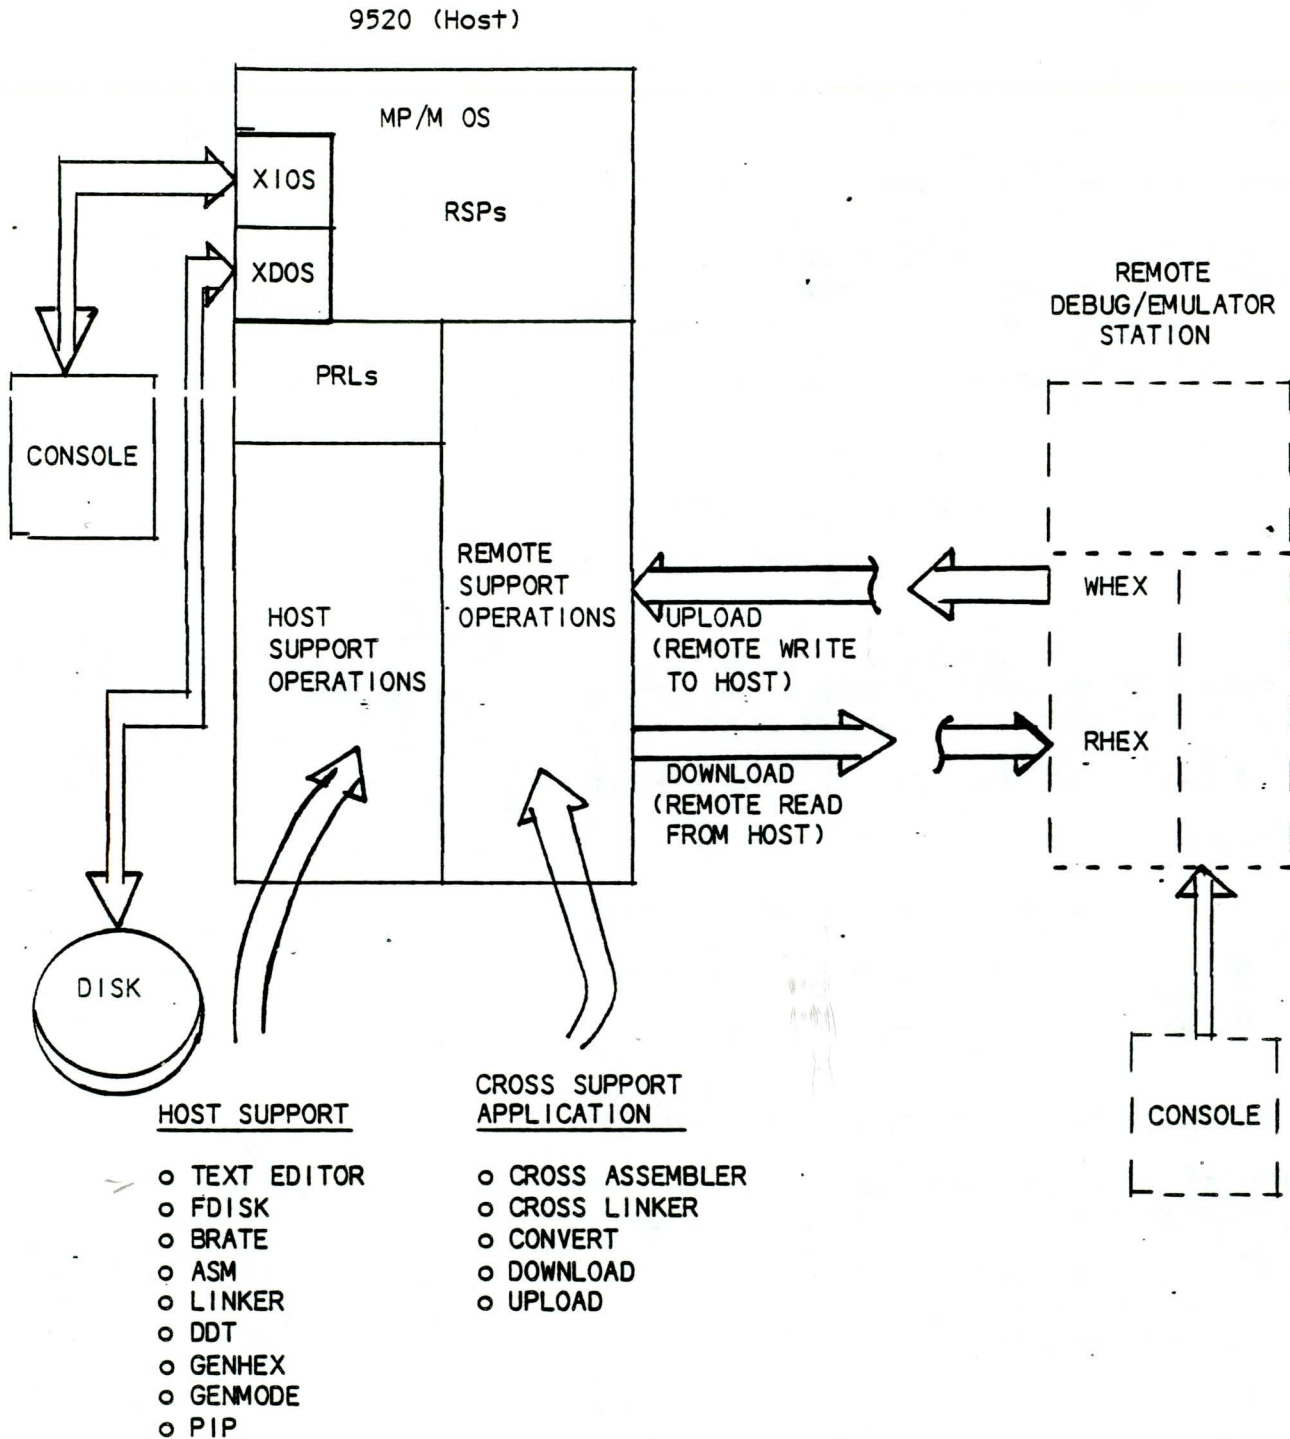 9520 (Host)
MP/M OS
XIOS
RSPs
XDOS
PRLs
CONSOLE
REMOTE
DEBUG/EMULATOR
STATION
HOST
SUPPORT
OPERATIONS
REMOTE
SUPPORT
OPERATIONS
UPLOAD
(REMOTE WRITE
TO HOST)
WHEX
DOWNLOAD
(REMOTE READ
FROM HOST)
RHEX
DISK
CONSOLE
HOST SUPPORT
o TEXT EDITOR
o FDISK
o BRATE
o ASM
o LINKER
o DDT
o GENHEX
o GENMODE
o PIP
CROSS SUPPORT
APPLICATION
o CROSS ASSEMBLER
o CROSS LINKER
o CONVERT
o DOWNLOAD
o UPLOAD